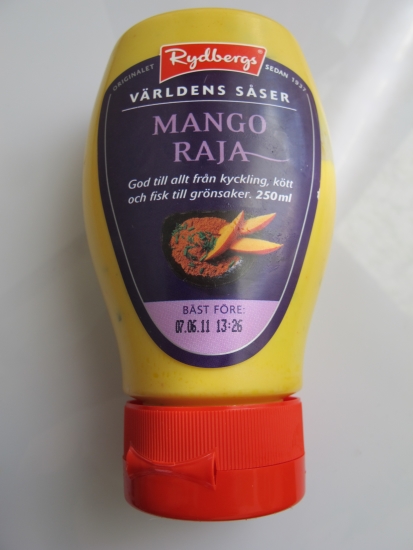 Rydbergs®
ORIGINALET SEDAN 1937
VÄRLDENS SÅSER
MANGO
RAJA
God till allt från kyckling, kött
och fisk till grönsaker. 250ml
BÄST FÖRE:
07.06.11 13:26